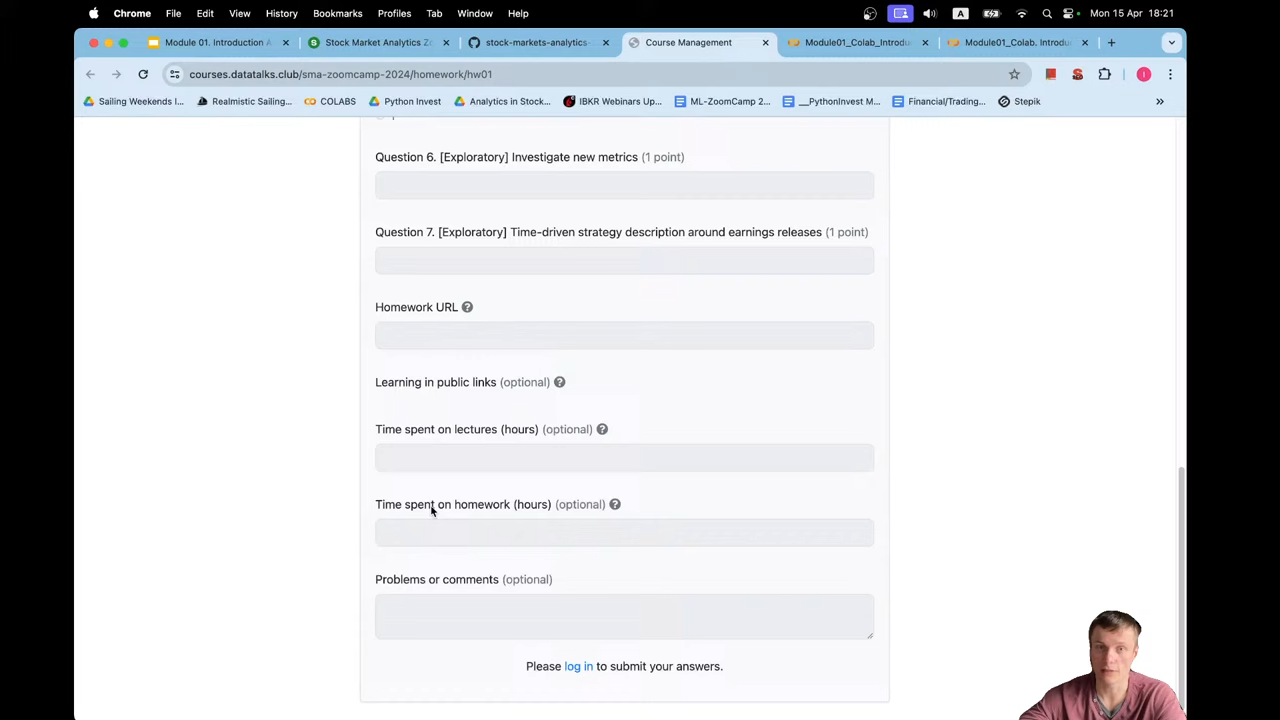 Chrome File Edit View History Bookmarks Profiles Tab Window Help A Mon 15 Apr 18:21
Module 01. Introduction A
Stock Market Analytics Z
stock-markets-analytics-
Course Management
Module01_Colab_Introdu
Module01_Colab. Introdu
courses.datatalks.club/sma-zoomcamp-2024/homework/hw01
Sailing Weekends I...
Realmistic Sailing...
COLABS
Python Invest
Analytics in Stock...
IBKR Webinars Up...
ML-ZoomCamp 2...
__PythonInvest M...
Financial/Trading...
Stepik
Question 6. [Exploratory] Investigate new metrics (1 point)
Question 7. [Exploratory] Time-driven strategy description around earnings releases (1 point)
Homework URL
Learning in public links (optional)
Time spent on lectures (hours) (optional)
Time spent on homework (hours) (optional)
Problems or comments (optional)
Please log in to submit your answers.